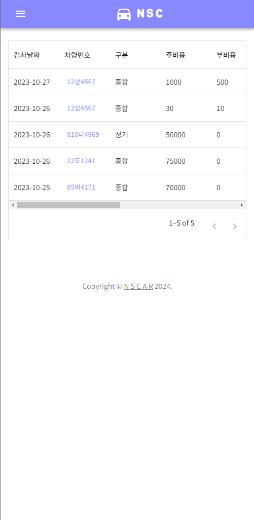 NSC
검사날짜 차량번호 구분 주비용 부비용
2023-10-27 12삼4567 종합 1000 500
2023-10-26 12삼4567 종합 30 10
2023-10-26 810너4969 정기 50000 0
2023-10-26 22도1241 종합 75000 0
2023-10-25 85버4171 종합 70000 0
1–5 of 5
Copyright © N S C A R 2024.